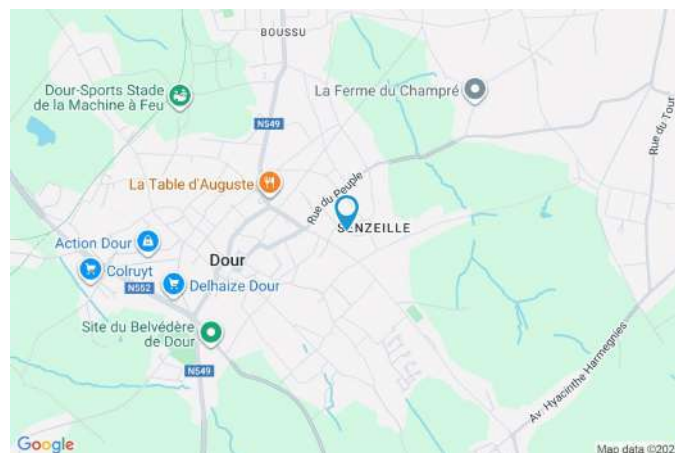 BOUSSU
Dour-Sports Stade
de la Machine à Feu
La Ferme du Champré
Rue du Tout
N549
La Table d'Auguste
Rue du Peuple
SENZEILLE
Action Dour
Colruyt
Dour
N552
Delhaize Dour
Site du Belvédère
de Dour
N549
Av. Hyacinthe Harmegnies
Google
Map data ©202